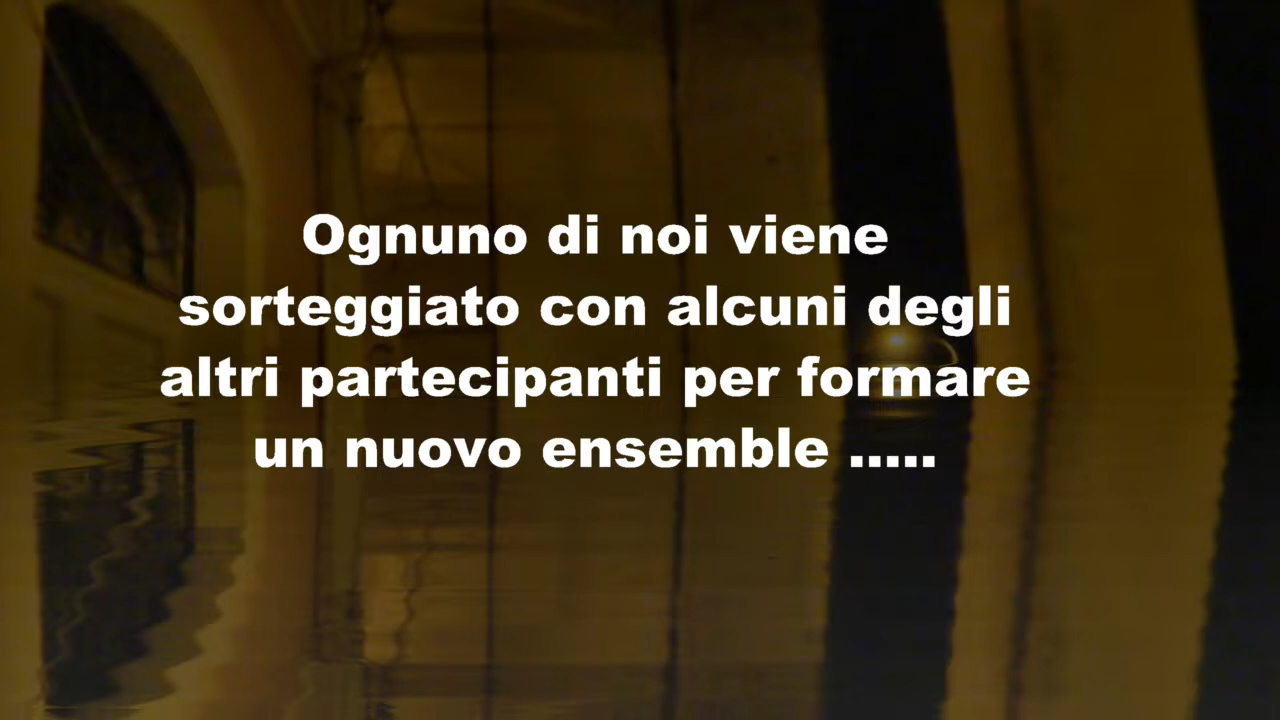 Ognuno di noi viene
sorteggiato con alcuni degli
altri partecipanti per formare
un nuovo ensemble .....